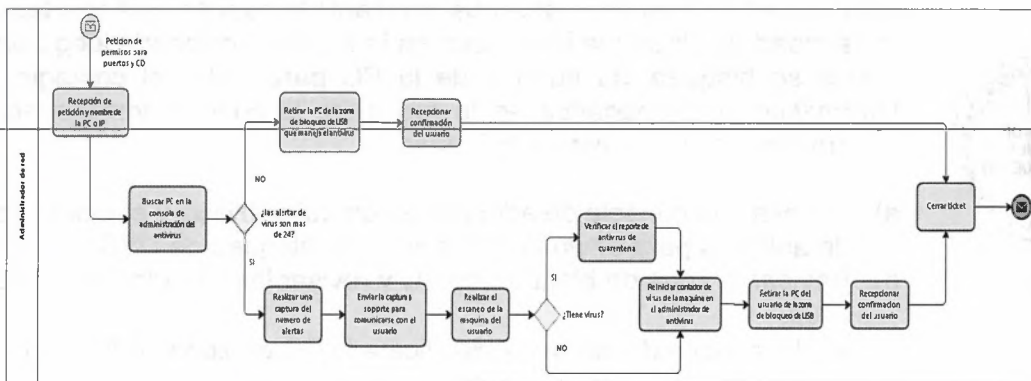 Petición de
permisos para
puertos y CD
Recepción de
petición y nombre de
la PC o IP
Retirar la PC de la zona
de bloqueo de USB
que maneja el antivirus
Recepcionar
confirmación
del usuario
Administrador de red
Buscar PC en la
consola de
administración del
antivirus
NO
¿las alertar de
virus son mas
de 24?
SI
Cerrar ticket
Verificar el reporte de
antivirus de
cuarentena
SI
Realizar una
captura del
número de
alertas
Enviar la captura a
soporte para
comunicarse con el
usuario
Realizar el
escaneo de la
maquina del
usuario
¿Tiene virus?
NO
Reiniciar contador de
virus de la maquina en
el administrador de
antivirus
Retirar la PC del
usuario de la zona
de bloqueo de USB
Recepcionar
confirmacion
del usuario